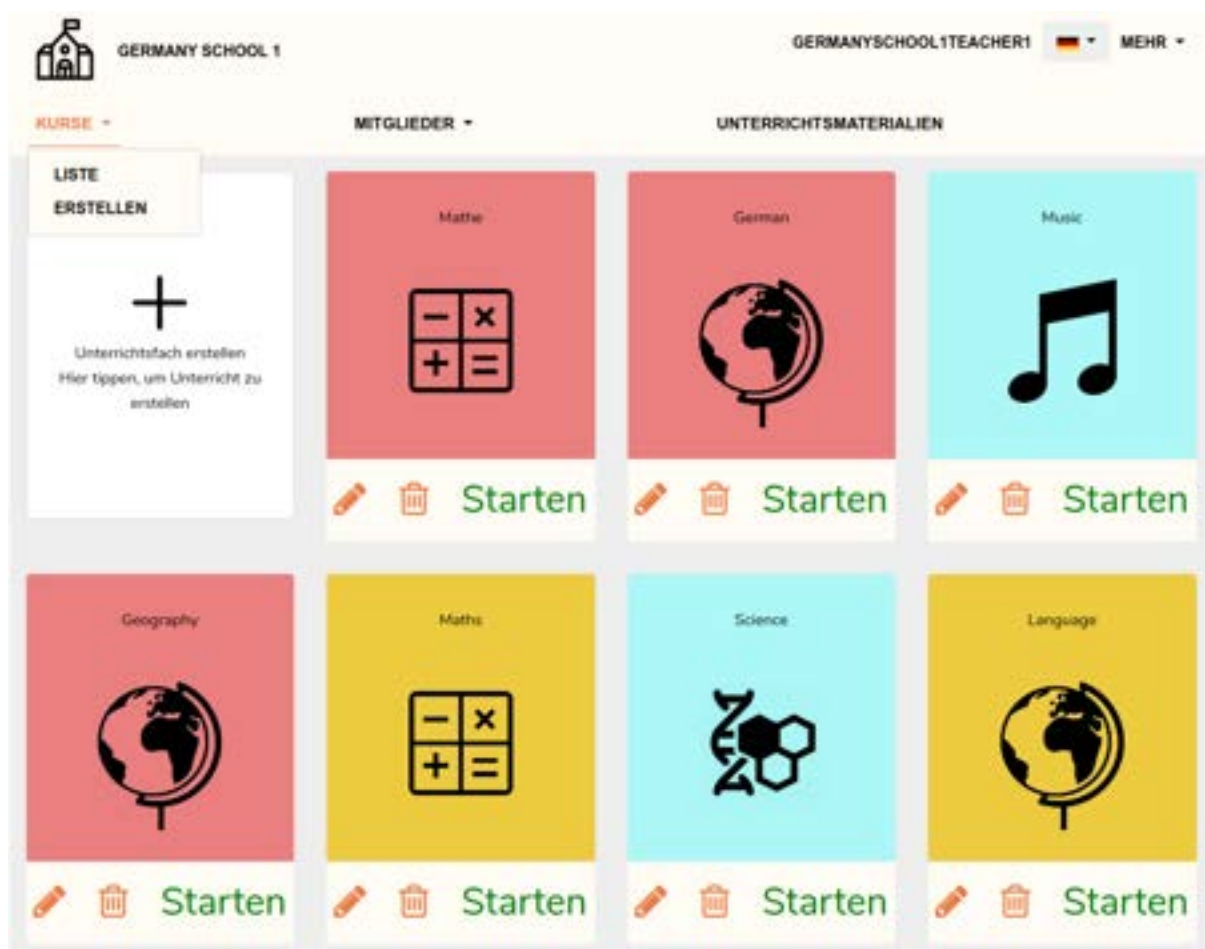 GERMANY SCHOOL 1
GERMANYSCHOOL1TEACHER1
MEHR
KURSE
MITGLIEDER
UNTERRICHTSMATERIALIEN
LISTE
ERSTELLEN
Unterrichtsfach erstellen
Hier tippen, um Unterricht zu
erstellen
Mathe
German
Music
Starten
Starten
Starten
Geography
Maths
Science
Language
Starten
Starten
Starten
Starten